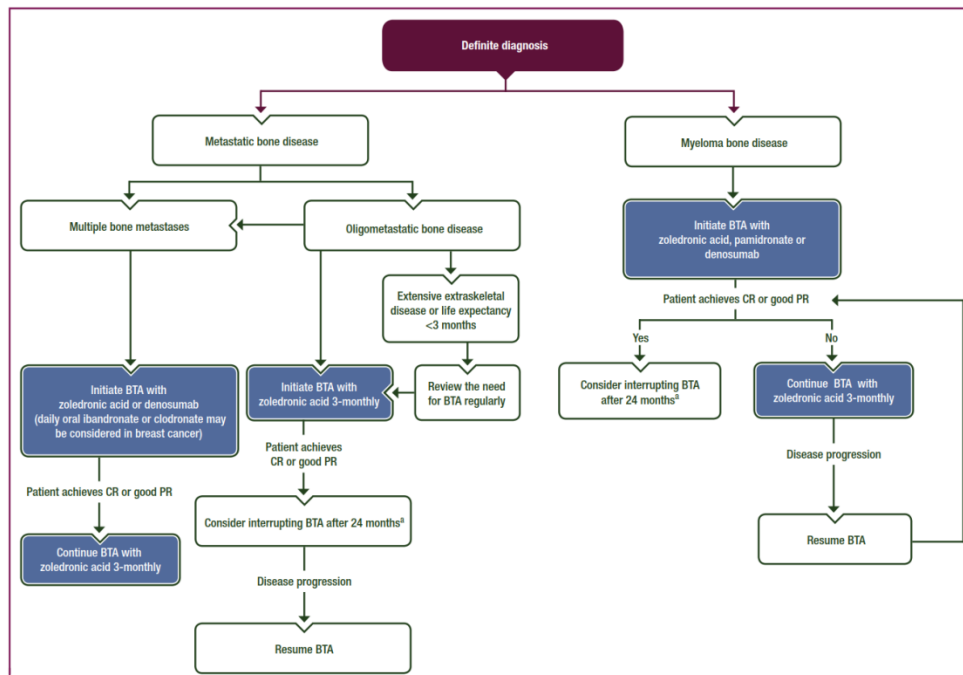 Definite diagnosis
Metastatic bone disease
Myeloma bone disease
Multiple bone metastases
Oligometastatic bone disease
Initiate BTA with
zoledronic acid, pamidronate or
denosumab
Extensive extraskeletal
disease or life expectancy
<3 months
Patient achieves CR or good PR
Yes
No
Initiate BTA with
zoledronic acid or denosumab
(daily oral ibandronate or clodronate may
be considered in breast cancer)
Initiate BTA with
zoledronic acid 3-monthly
Review the need
for BTA regularly
Consider interrupting BTA
after 24 monthsª
Continue BTA with
zoledronic acid 3-monthly
Patient achieves
CR or good PR
Disease progression
Patient achieves CR or good PR
Consider interrupting BTA after 24 monthsª
Resume BTA
Continue BTA with
zoledronic acid 3-monthly
Disease progression
Resume BTA